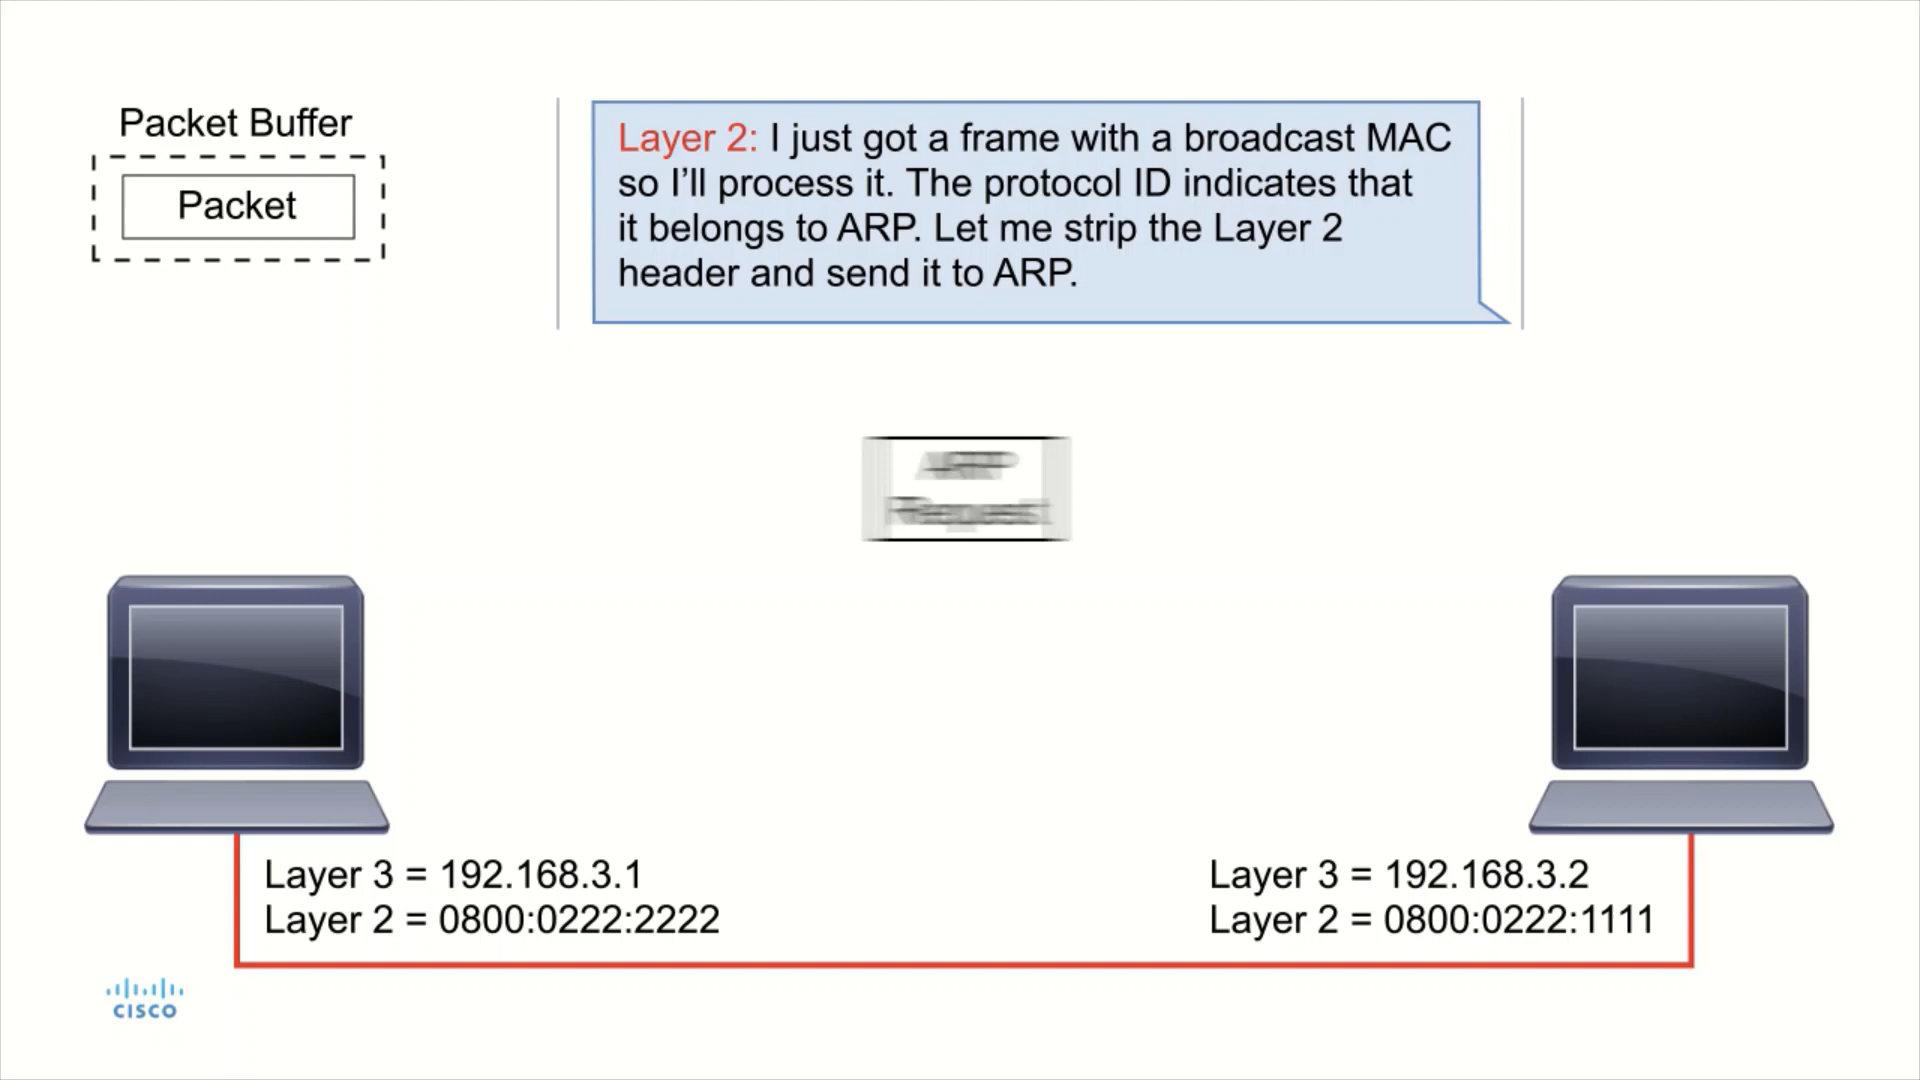 Packet Buffer
Packet
Layer 2: I just got a frame with a broadcast MAC
so I’ll process it. The protocol ID indicates that
it belongs to ARP. Let me strip the Layer 2
header and send it to ARP.
ARP
Request
Layer 3 = 192.168.3.1
Layer 2 = 0800:0222:2222
Layer 3 = 192.168.3.2
Layer 2 = 0800:0222:1111
CISCO